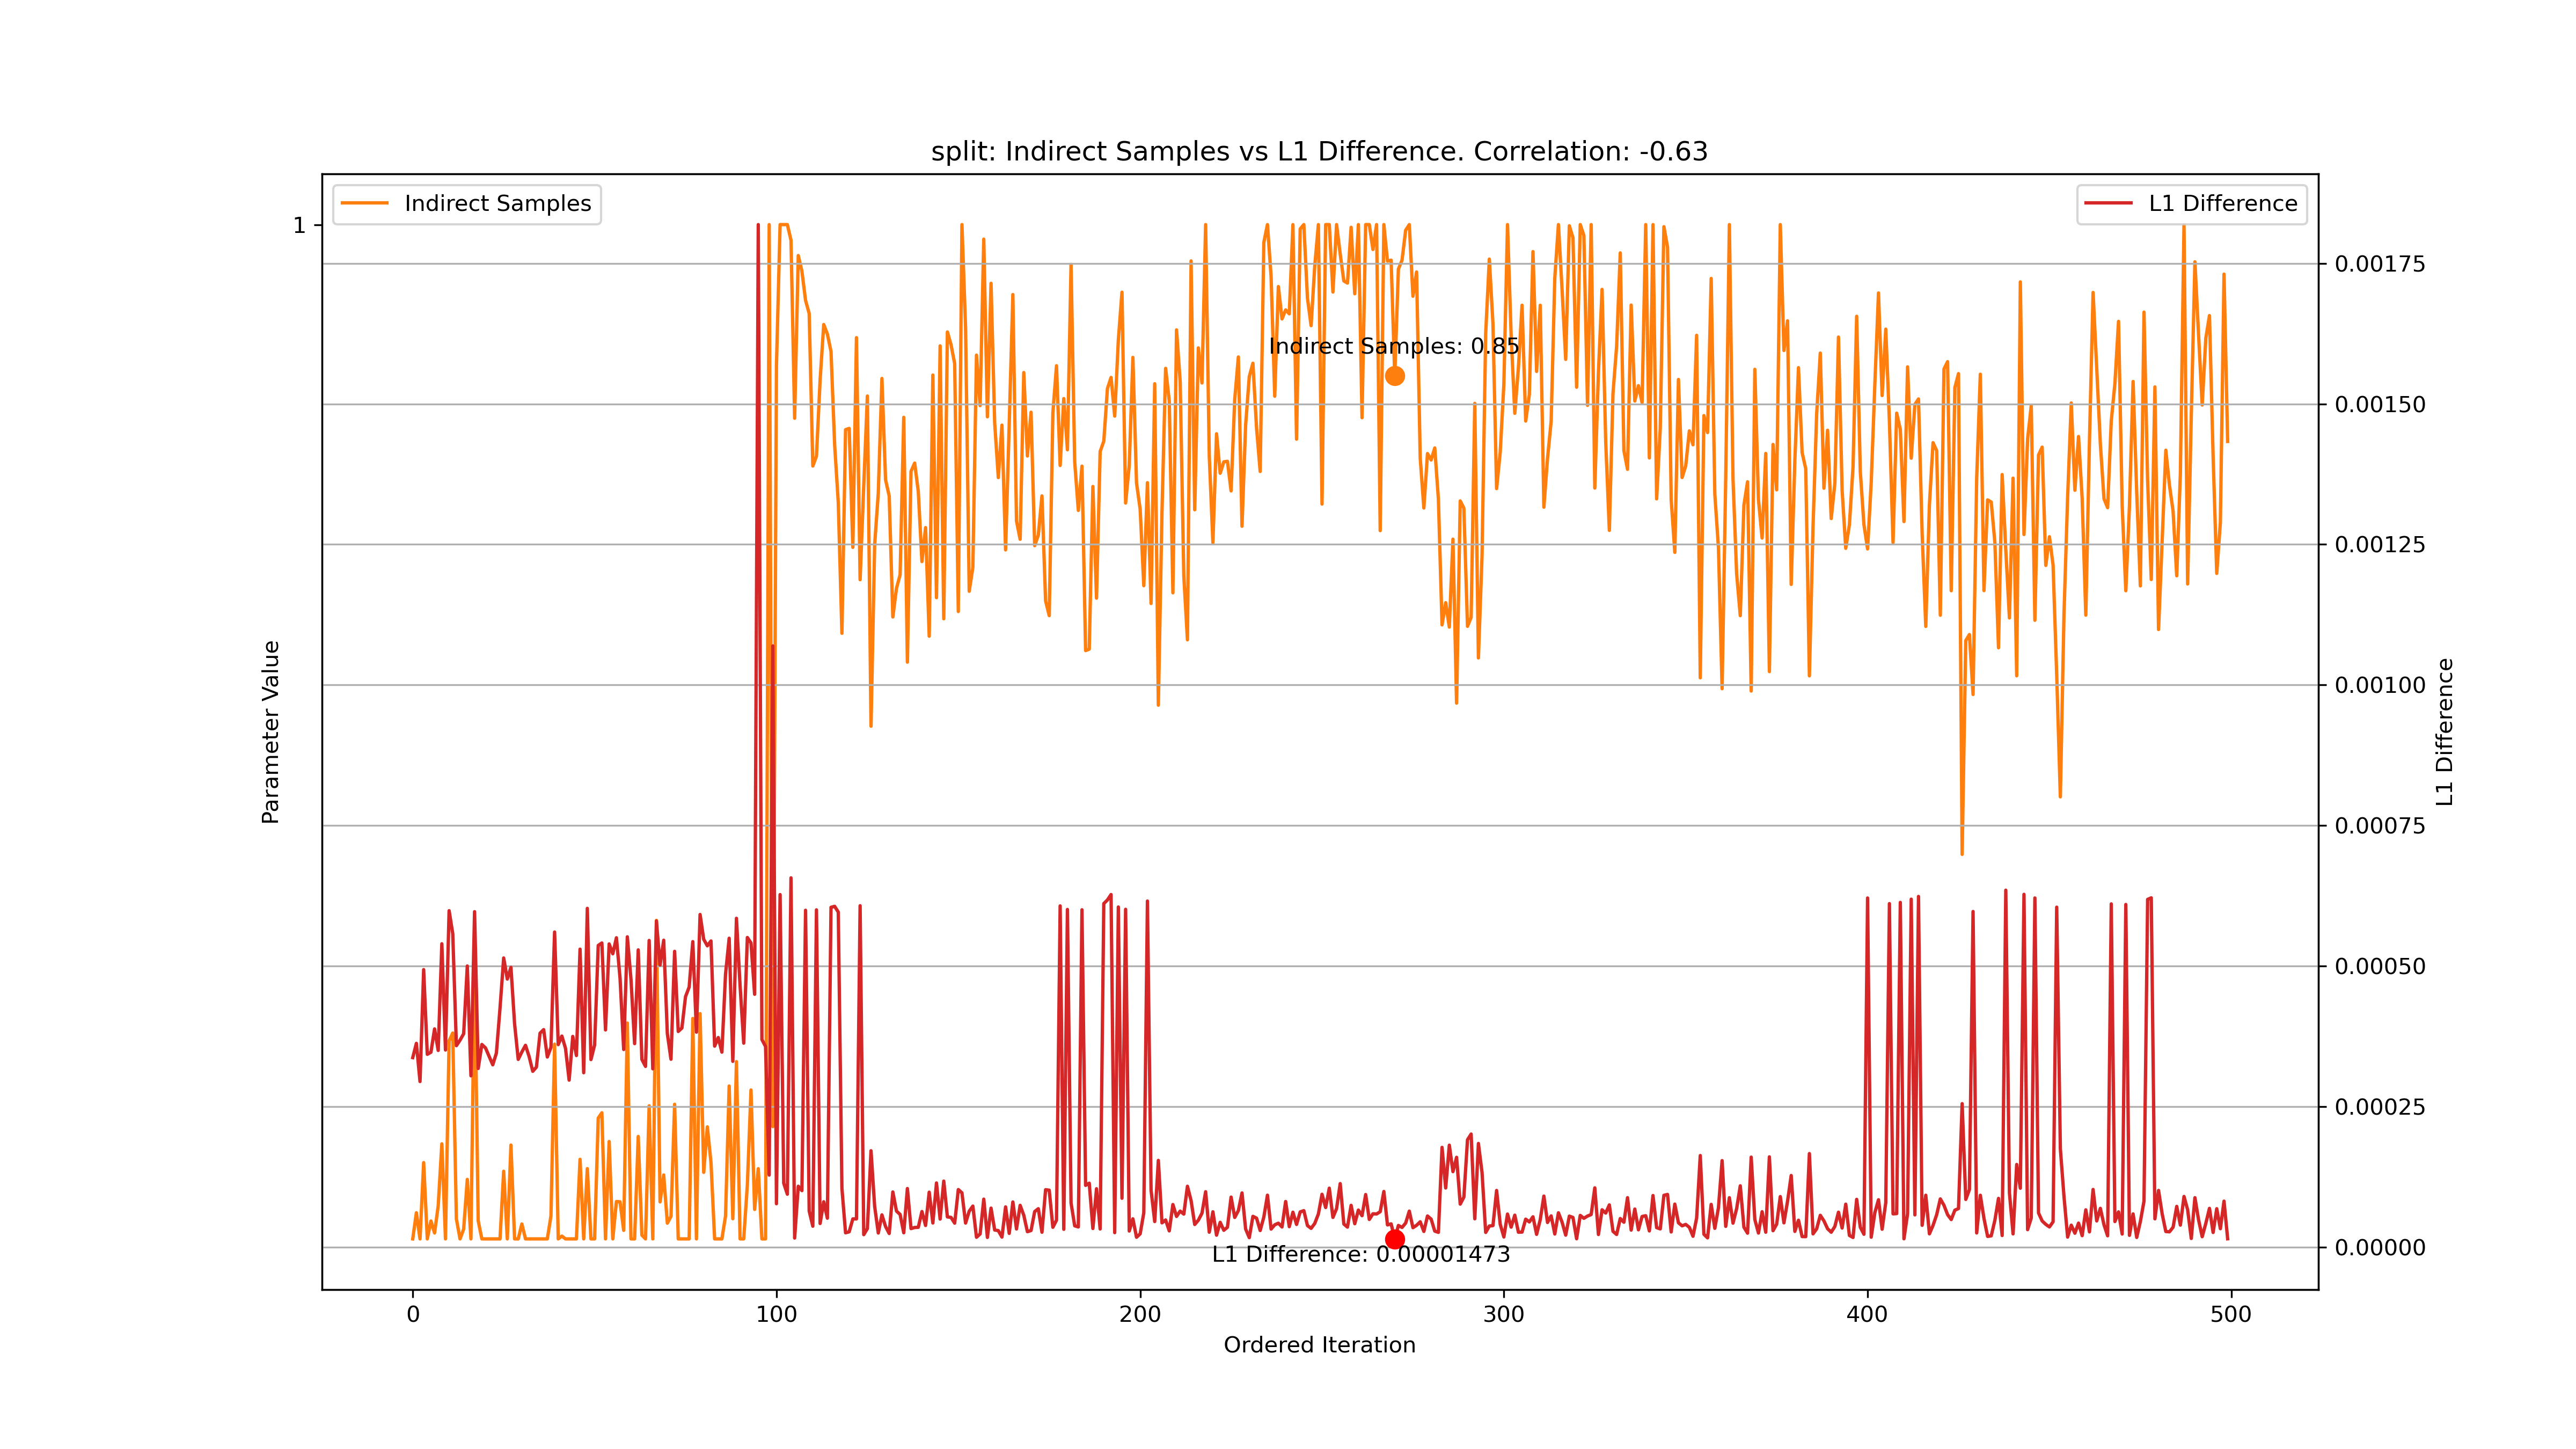 split: Indirect Samples vs L1 Difference. Correlation: -0.63
Indirect Samples
L1 Difference
1
0.00175
Indirect Samples: 0.85
0.00150
0.00125
0.00100
Parameter Value
L1 Difference
0.00075
0.00050
0.00025
0.00000
L1 Difference: 0.00001473
0 100 200 300 400 500
Ordered Iteration